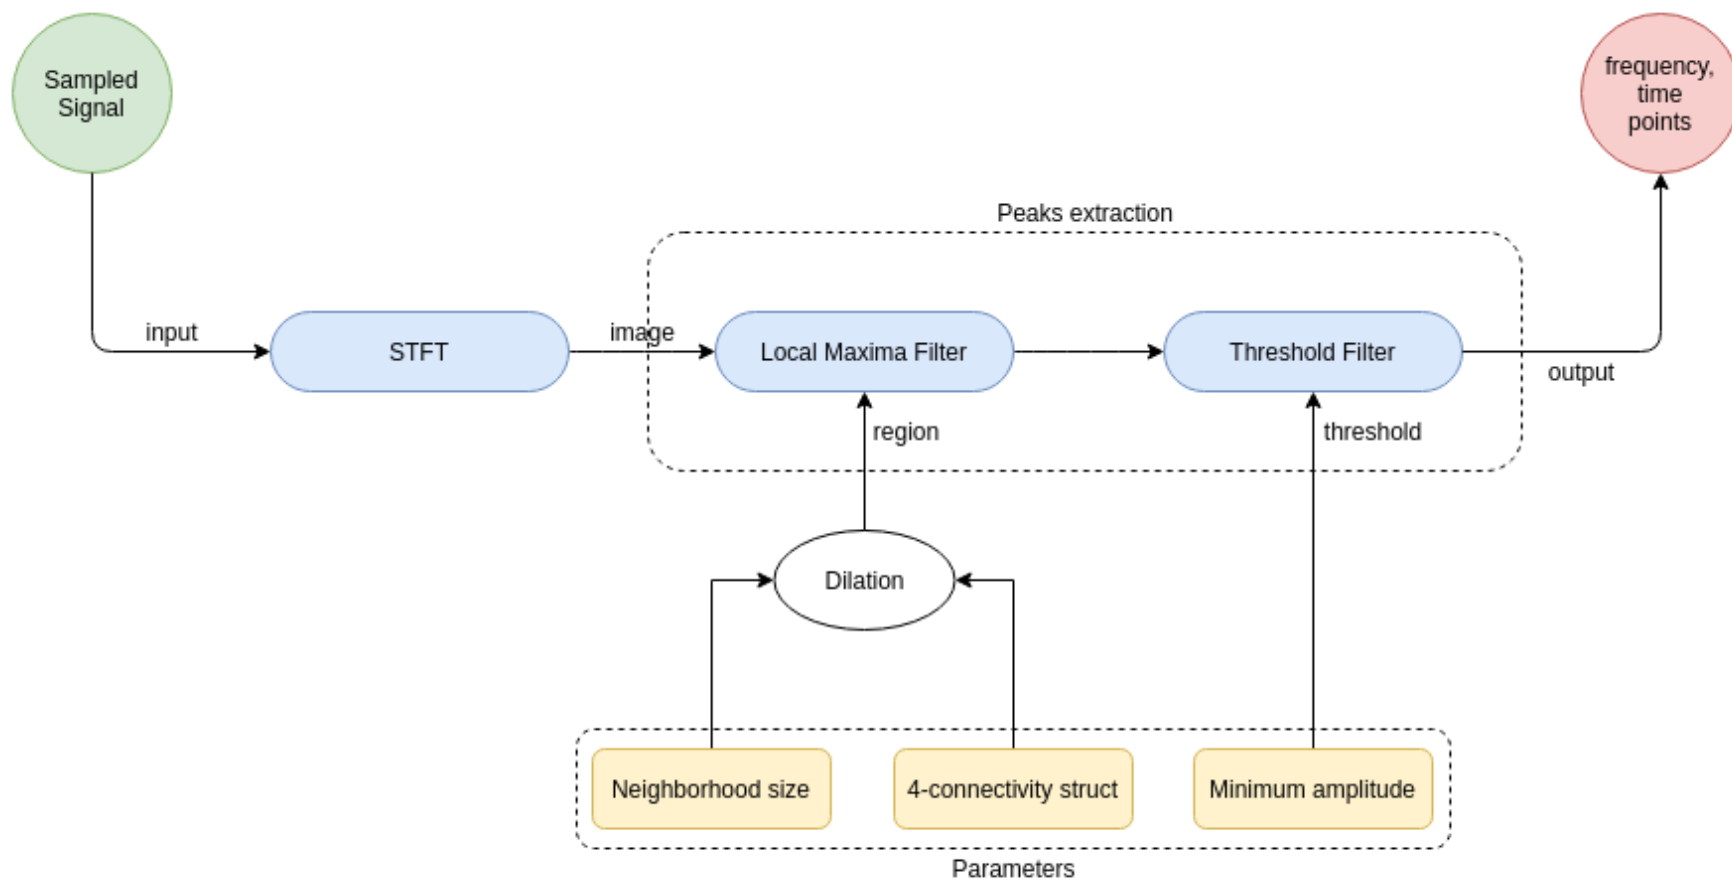 Sampled
Signal
frequency,
time
points
Peaks extraction
input
STFT
image
Local Maxima Filter
Threshold Filter
output
region
threshold
Dilation
Neighborhood size
4-connectivity struct
Minimum amplitude
Parameters